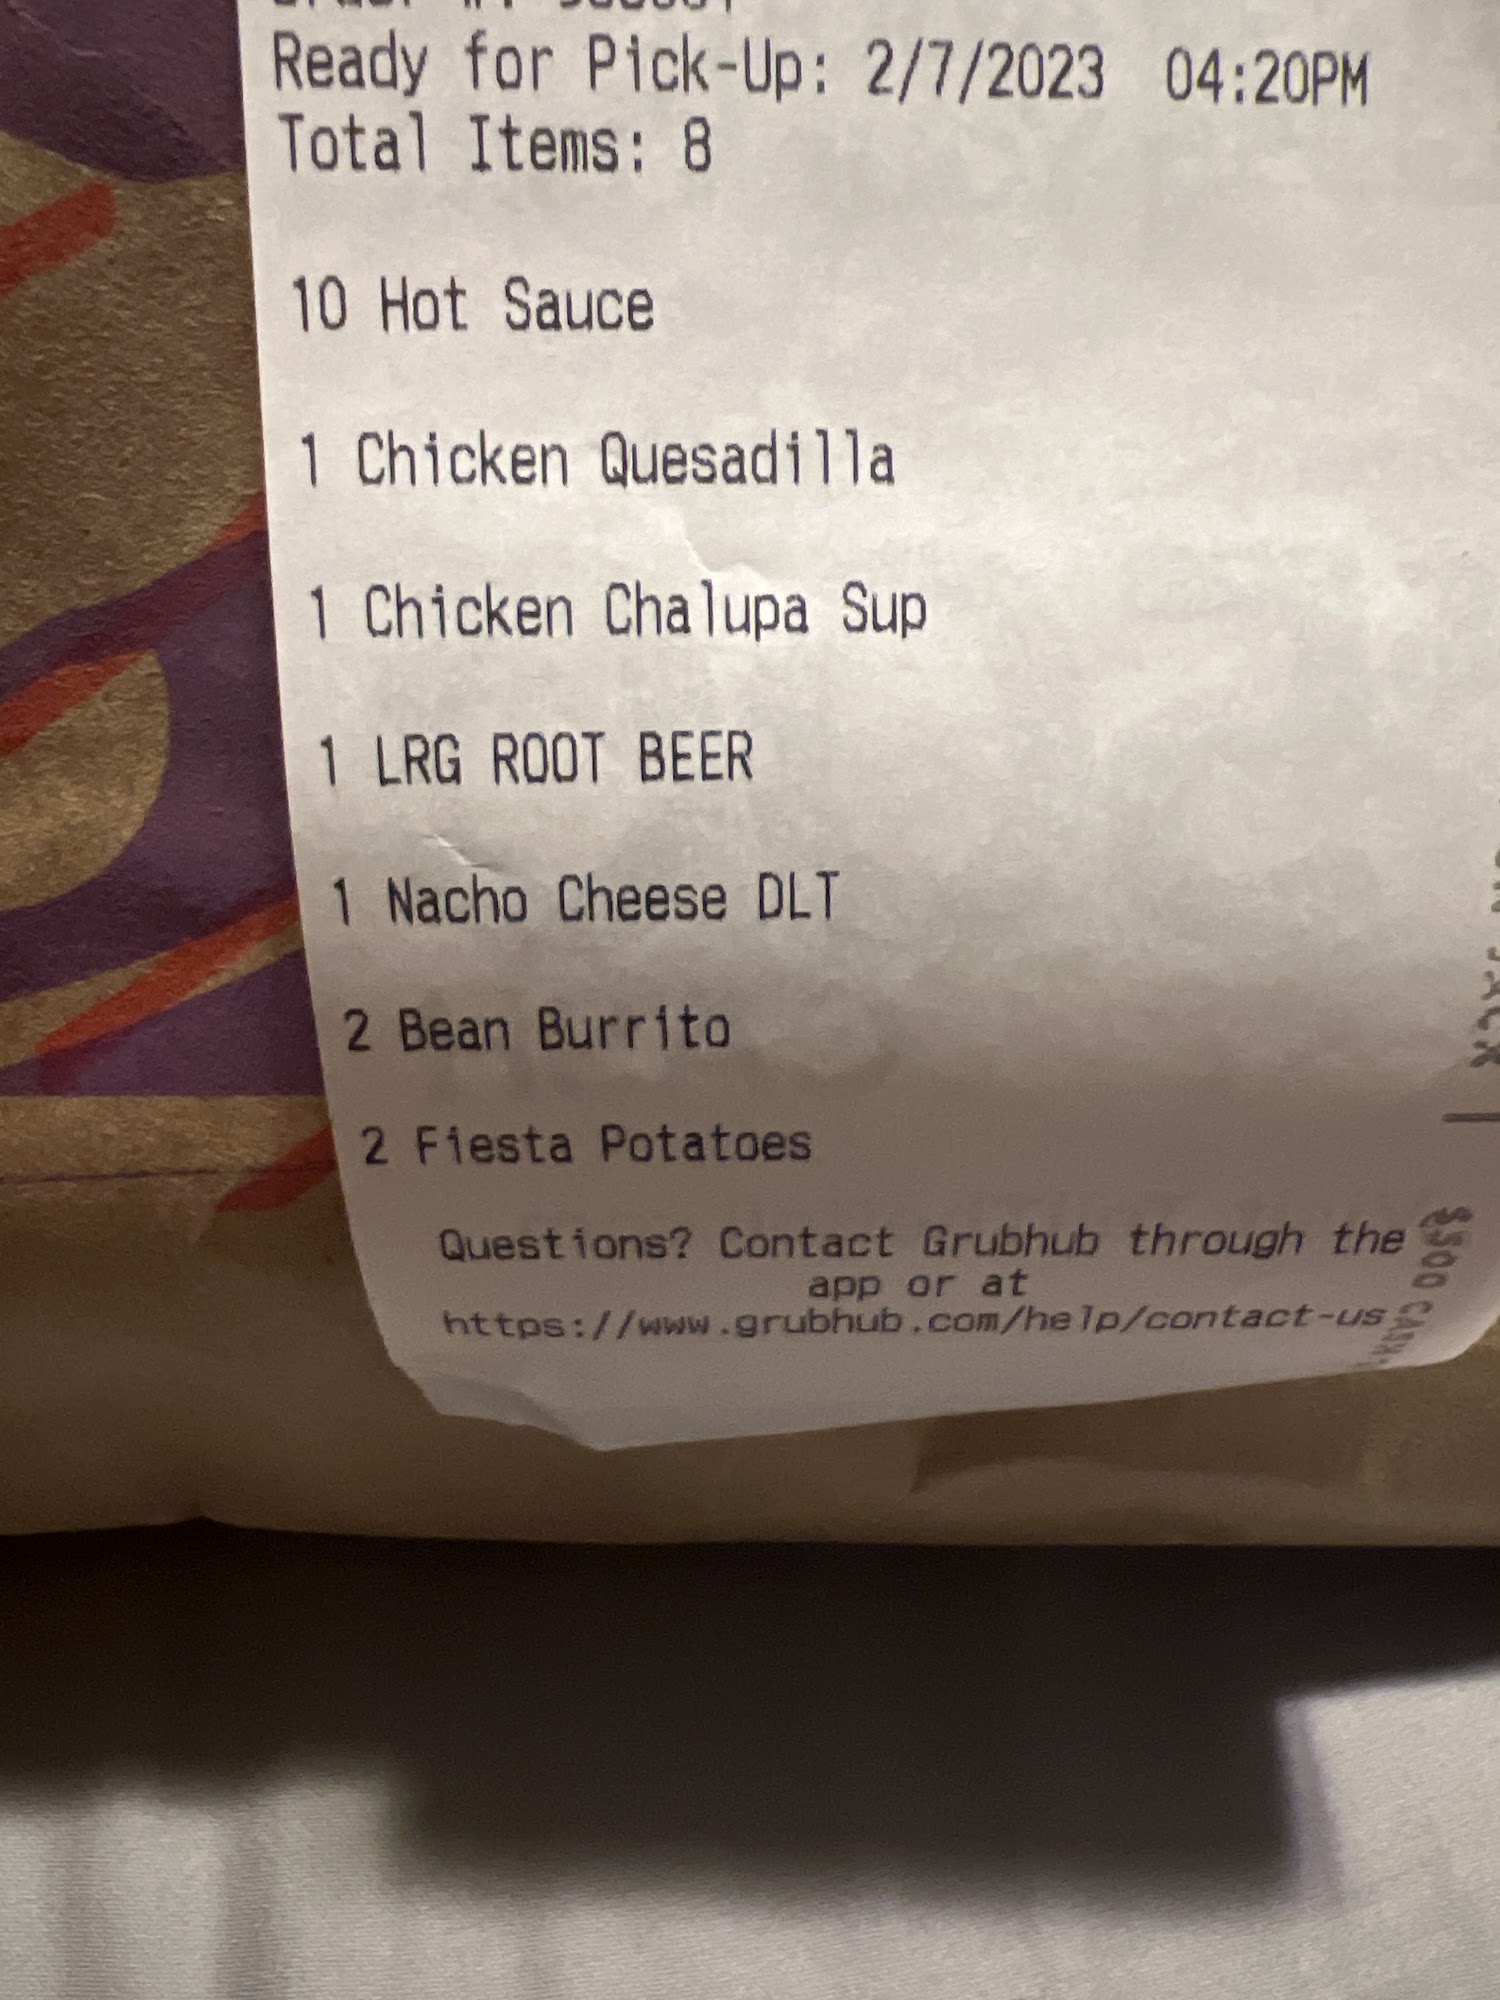 Ready for Pick-Up: 2/7/2023 04:20PM
Total Items: 8
10 Hot Sauce
1 Chicken Quesadilla
1 Chicken Chalupa Sup
1 LRG ROOT BEER
1 Nacho Cheese DLT
2 Bean Burrito
2 Fiesta Potatoes
Questions? Contact Grubhub through the
app or at
https://www.grubhub.com/help/contact-us
$500 CASH